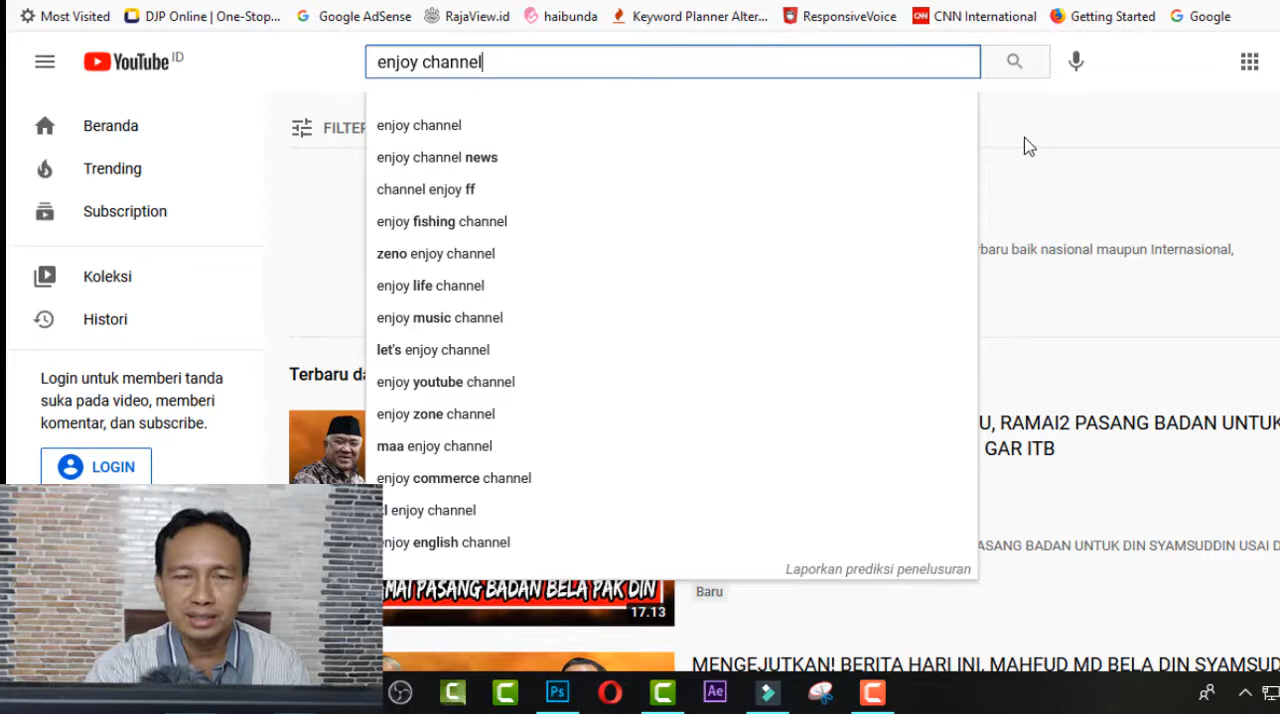 Most Visited DJP Online | One-Stop... Google AdSense RajaView.id haibunda Keyword Planner Alter... ResponsiveVoice CNN International Getting Started Google
YouTube ID
enjoy channel
Beranda
Trending
Subscription
Koleksi
Histori
Login untuk memberi tanda
suka pada video, memberi
komentar, dan subscribe.
LOGIN
FILTER
enjoy channel
enjoy channel news
channel enjoy ff
enjoy fishing channel
zeno enjoy channel
enjoy life channel
enjoy music channel
let's enjoy channel
enjoy youtube channel
enjoy zone channel
maa enjoy channel
enjoy commerce channel
enjoy channel
enjoy english channel
Laporkan prediksi penelusuran
baru baik nasional maupun Internasional,
Terbaru da
U, RAMAI2 PASANG BADAN UNTUK
GAR ITB
ASANG BADAN UNTUK DIN SYAMSUDDIN USAI D
Baru
AMAI PASANG BADAN BELA PAK DIN
17.13
MENGEJUTKAN! BERITA HARI INI, MAHFUD MD BELA DIN SYAMSUD
Ps
Ae